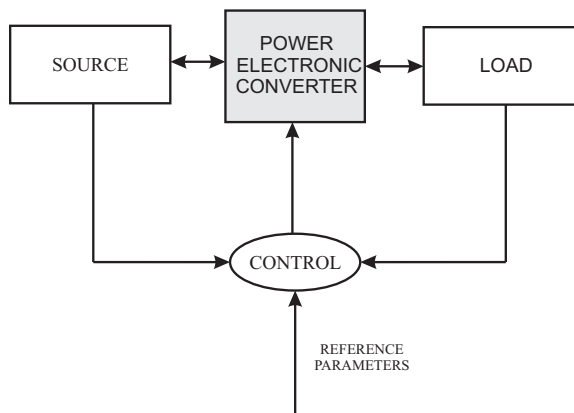 SOURCE
POWER
ELECTRONIC
CONVERTER
LOAD
CONTROL
REFERENCE
PARAMETERS